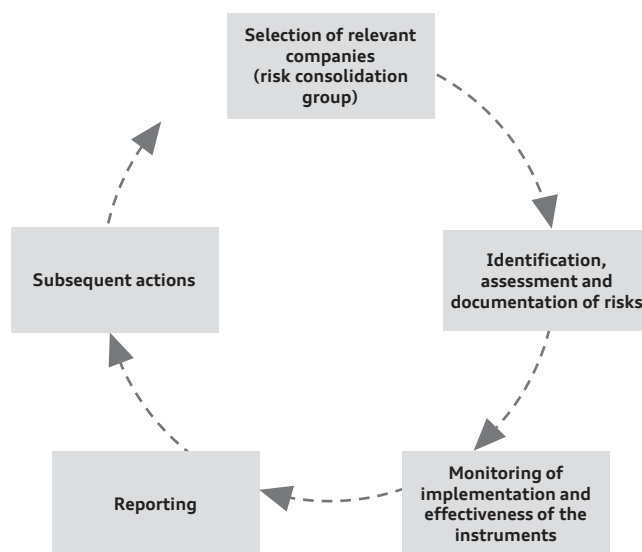 Selection of relevant
companies
(risk consolidation
group)
Identification,
assessment and
documentation of risks
Monitoring of
implementation and
effectiveness of the
instruments
Reporting
Subsequent actions